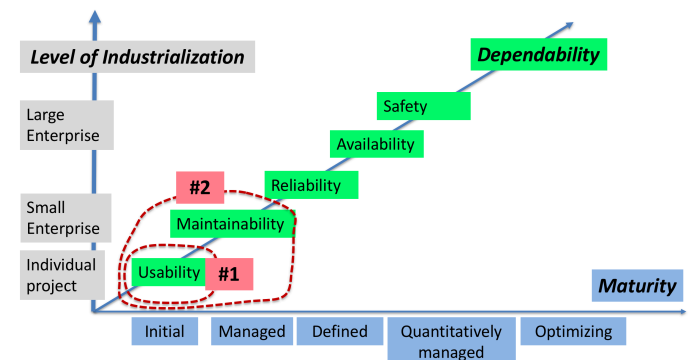 Level of Industrialization
Dependability
Large
Enterprise
Safety
Availability
#2
Reliability
Small
Enterprise
Maintainability
Individual
project
Usability
#1
Maturity
Initial
Managed
Defined
Quantitatively
managed
Optimizing